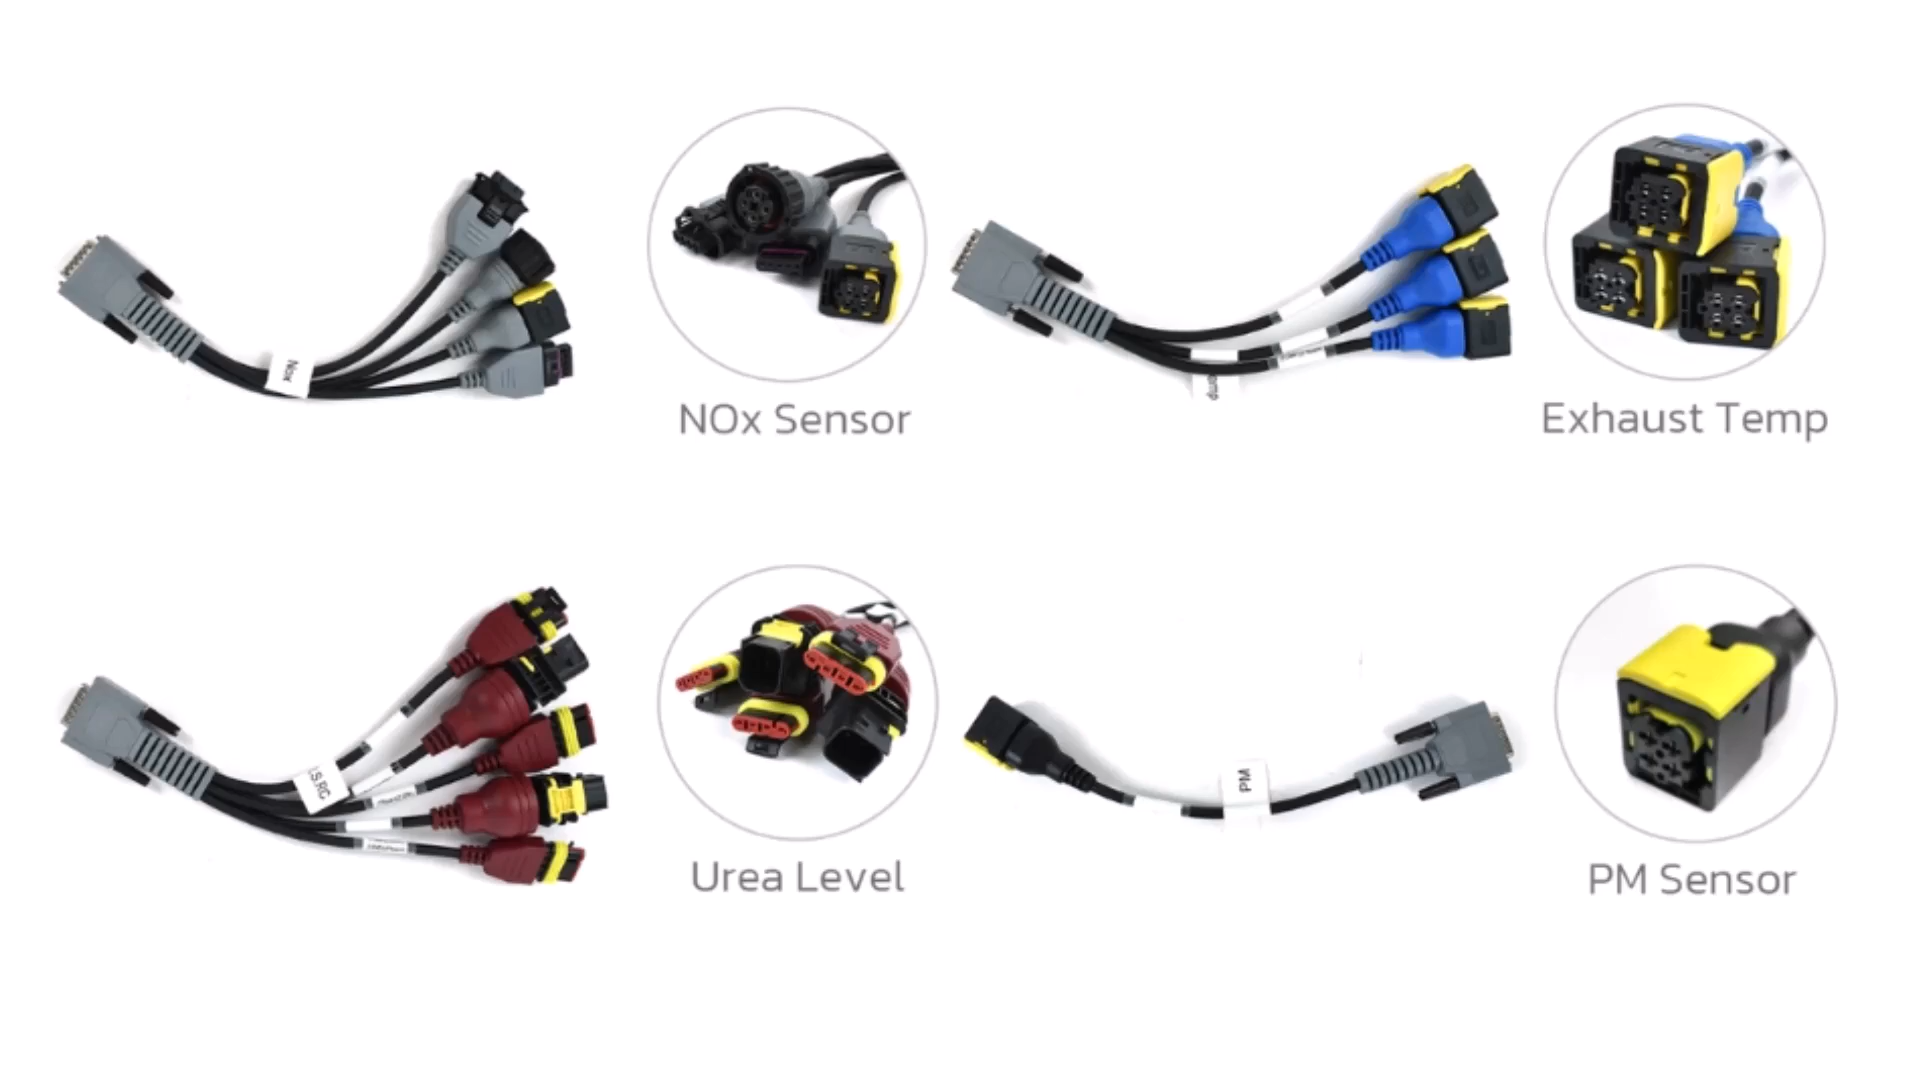 NOx Sensor
Exhaust Temp
Nox
Urea Level
PM Sensor
PM